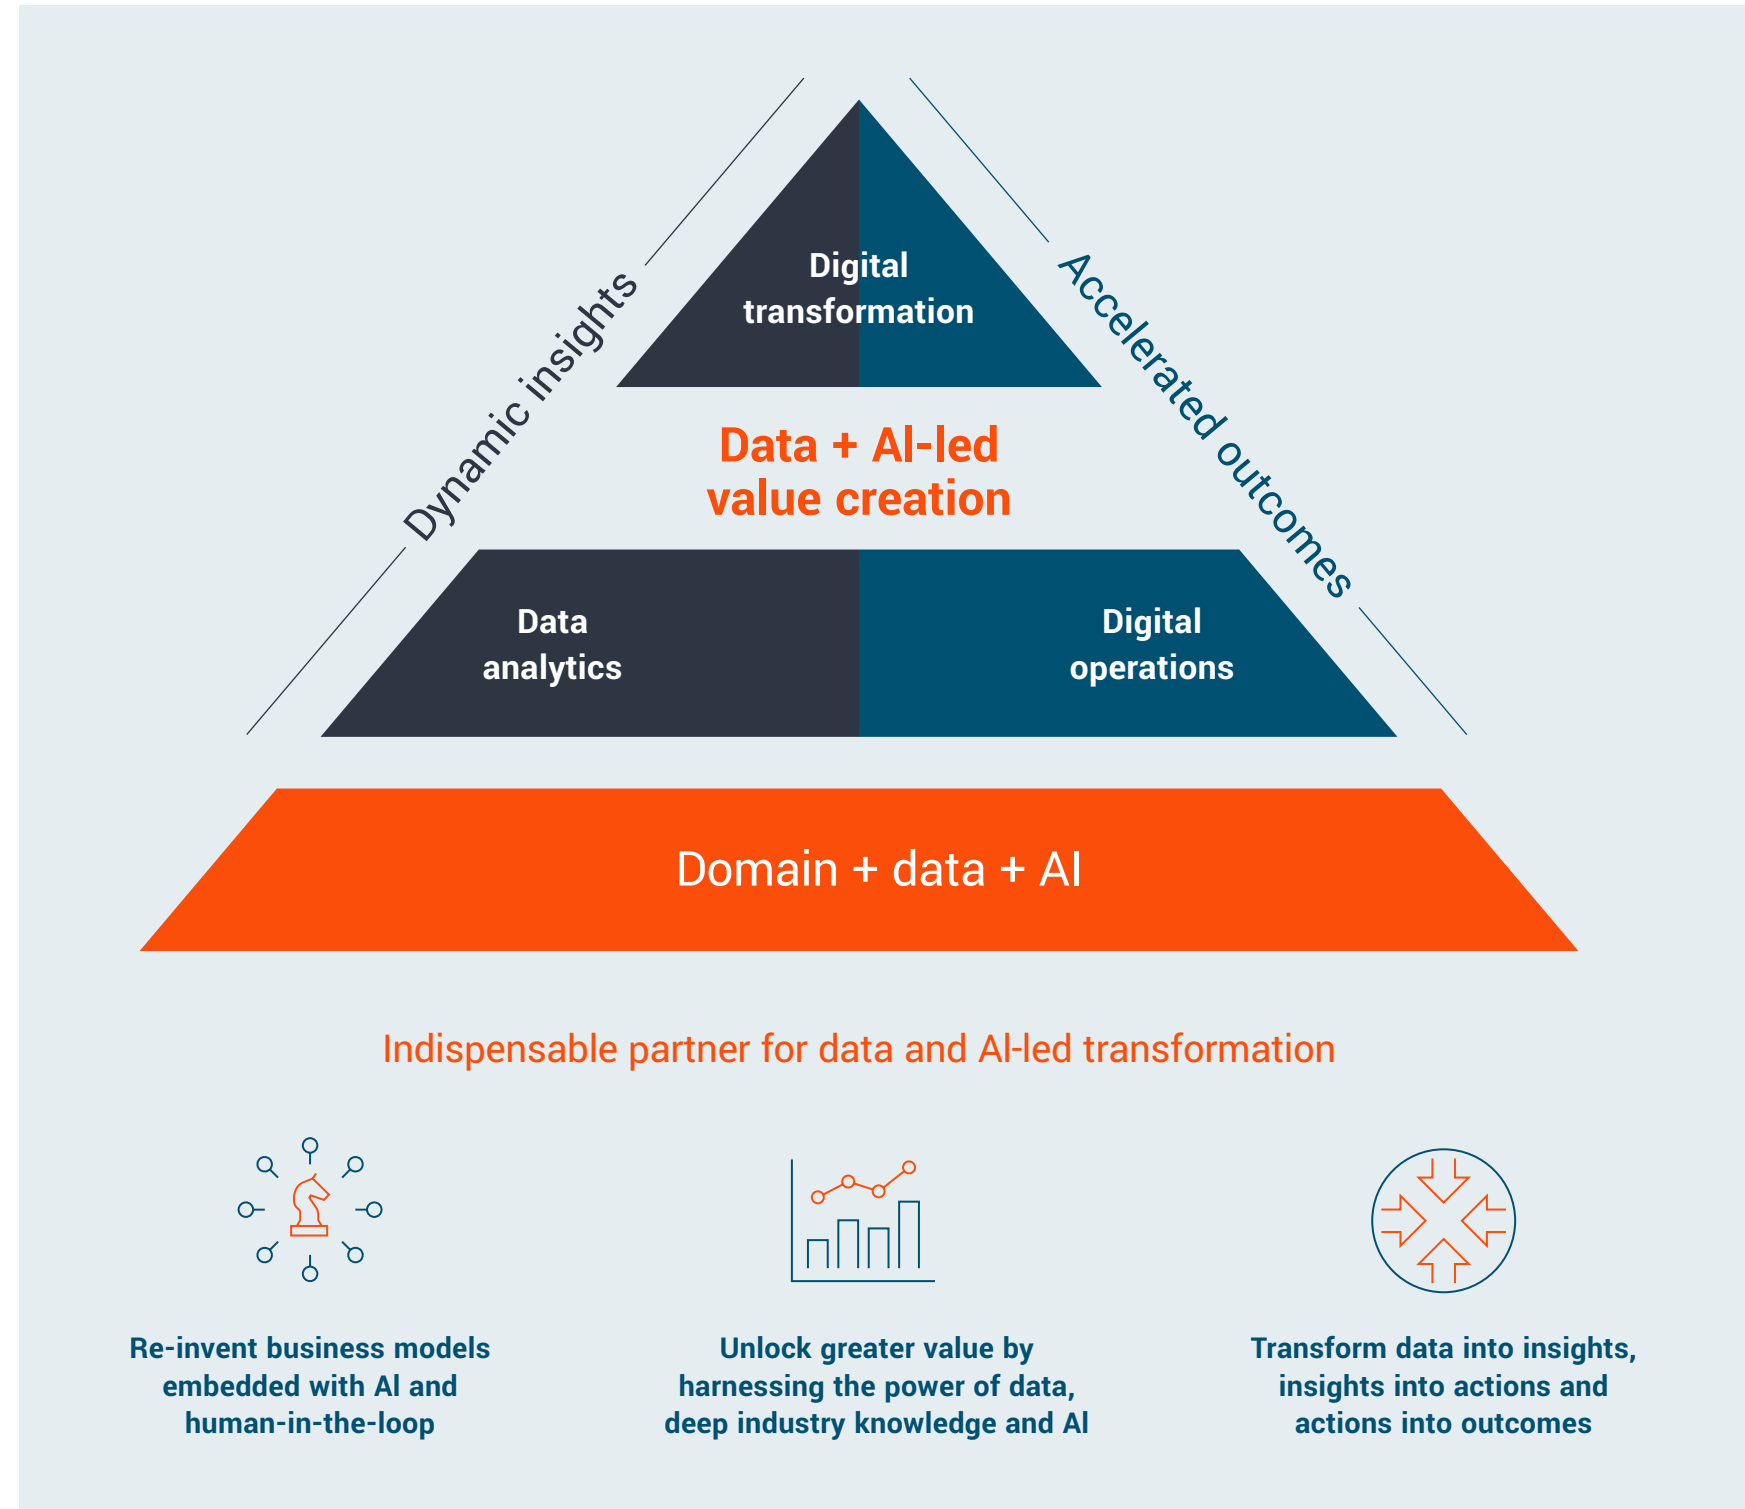 Digital
transformation
Dynamic insights
Accelerated outcomes
Data + AI-led
value creation
Data
analytics
Digital
operations
Domain + data + AI
Indispensable partner for data and AI-led transformation
Re-invent business models
embedded with AI and
human-in-the-loop
Unlock greater value by
harnessing the power of data,
deep industry knowledge and AI
Transform data into insights,
insights into actions and
actions into outcomes